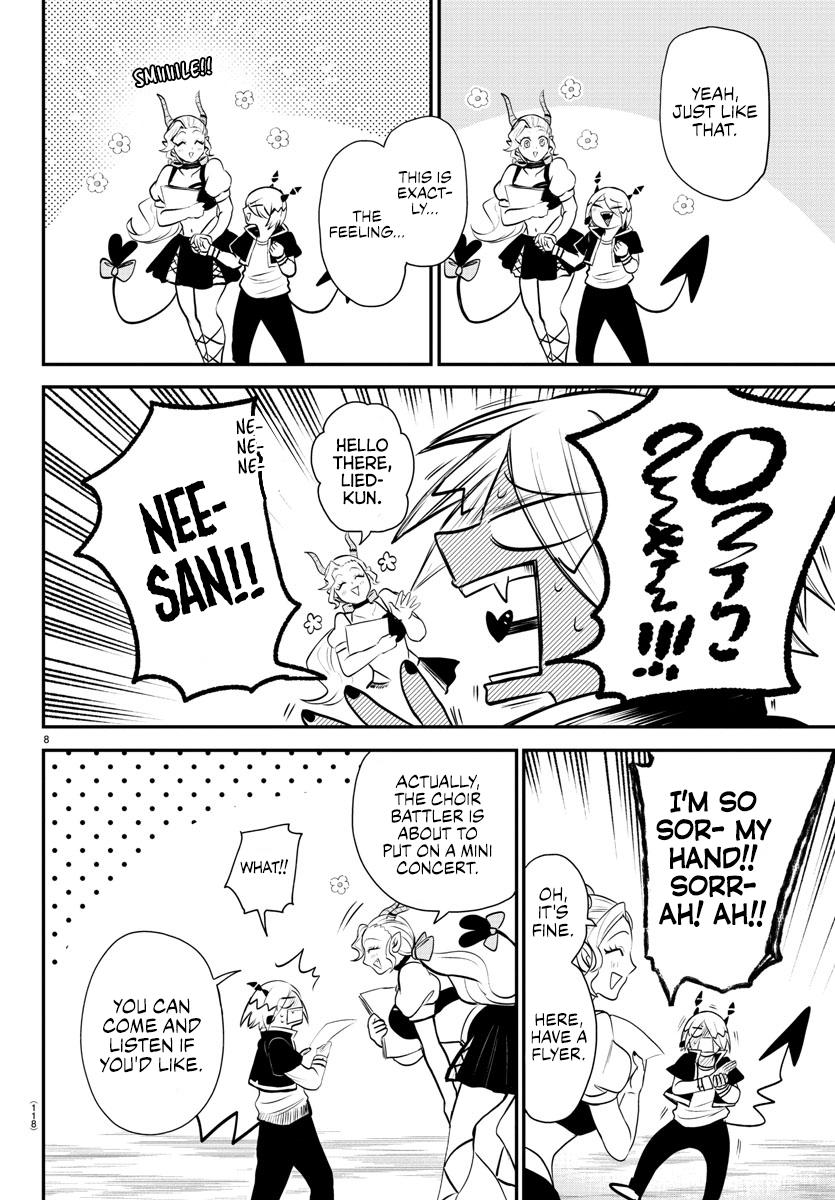 YEAH,
JUST LIKE
THAT.
THIS IS
EXACT-
LY...
THE
FEELING...
SMIIIILE!!
HELLO
THERE,
LIED-
KUN.
NE-
NE-
NE-
NEE-
SAN!!
I'M SO
SOR- MY
HAND!!
SORR-
AH! AH!!
OH,
IT'S
FINE.
HERE,
HAVE A
FLYER.
ACTUALLY,
THE CHOIR
BATTLER
IS ABOUT TO
PUT ON A MINI
CONCERT.
WHAT!!
YOU CAN
COME AND
LISTEN IF
YOU'D LIKE.
8
118